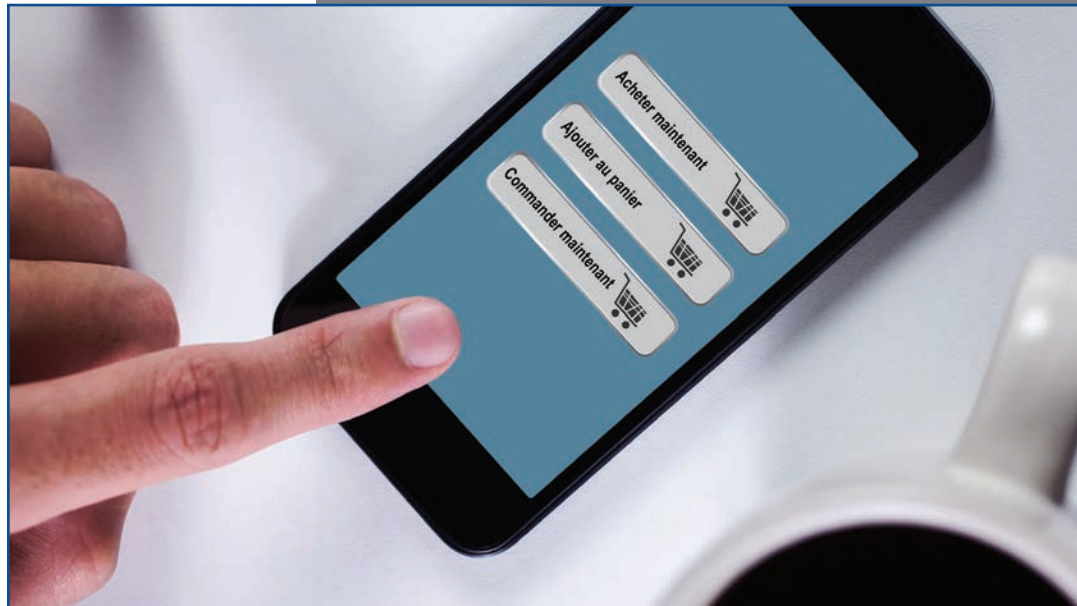 Acheter maintenant
Ajouter au panier
Commander maintenant